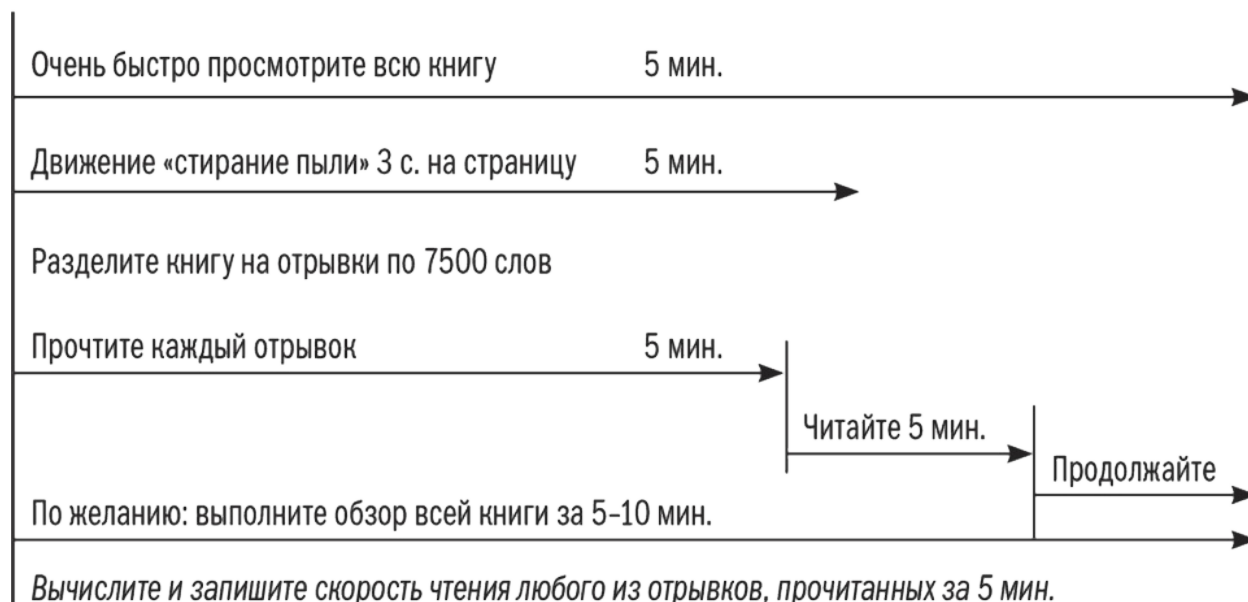 Очень быстро просмотрите всю книгу 5 мин.
Движение «стирание пыли» 3 с. на страницу 5 мин.
Разделите книгу на отрывки по 7500 слов
Прочтите каждый отрывок 5 мин.
Читайте 5 мин.
Продолжайте
По желанию: выполните обзор всей книги за 5–10 мин.
Вычислите и запишите скорость чтения любого из отрывков, прочитанных за 5 мин.